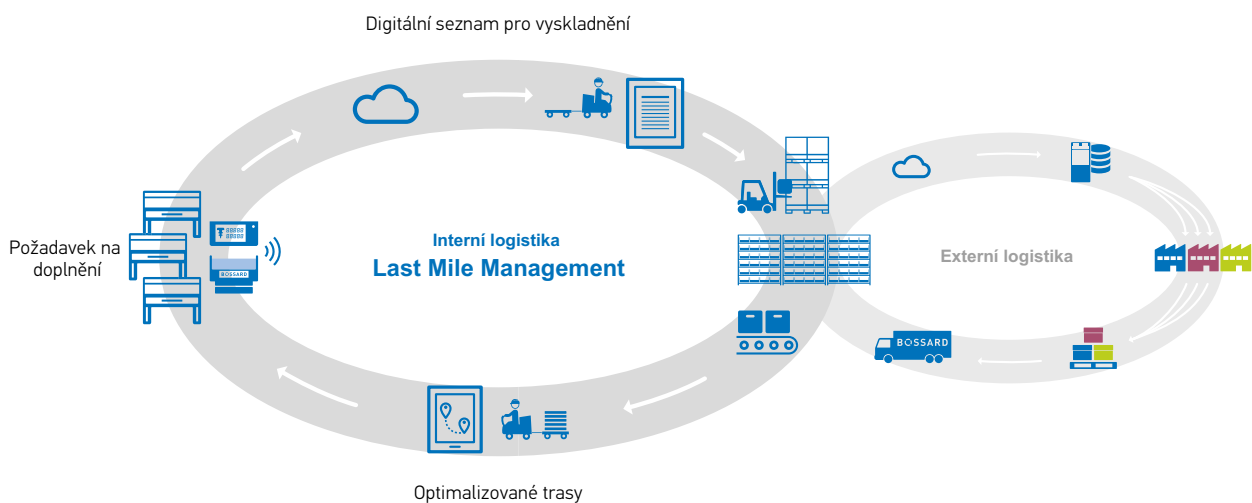 Digitální seznam pro vyskladnění
Požadavek na
doplnění
BOSSARD
Interní logistika
Last Mile Management
Externí logistika
BOSSARD
Optimalizované trasy